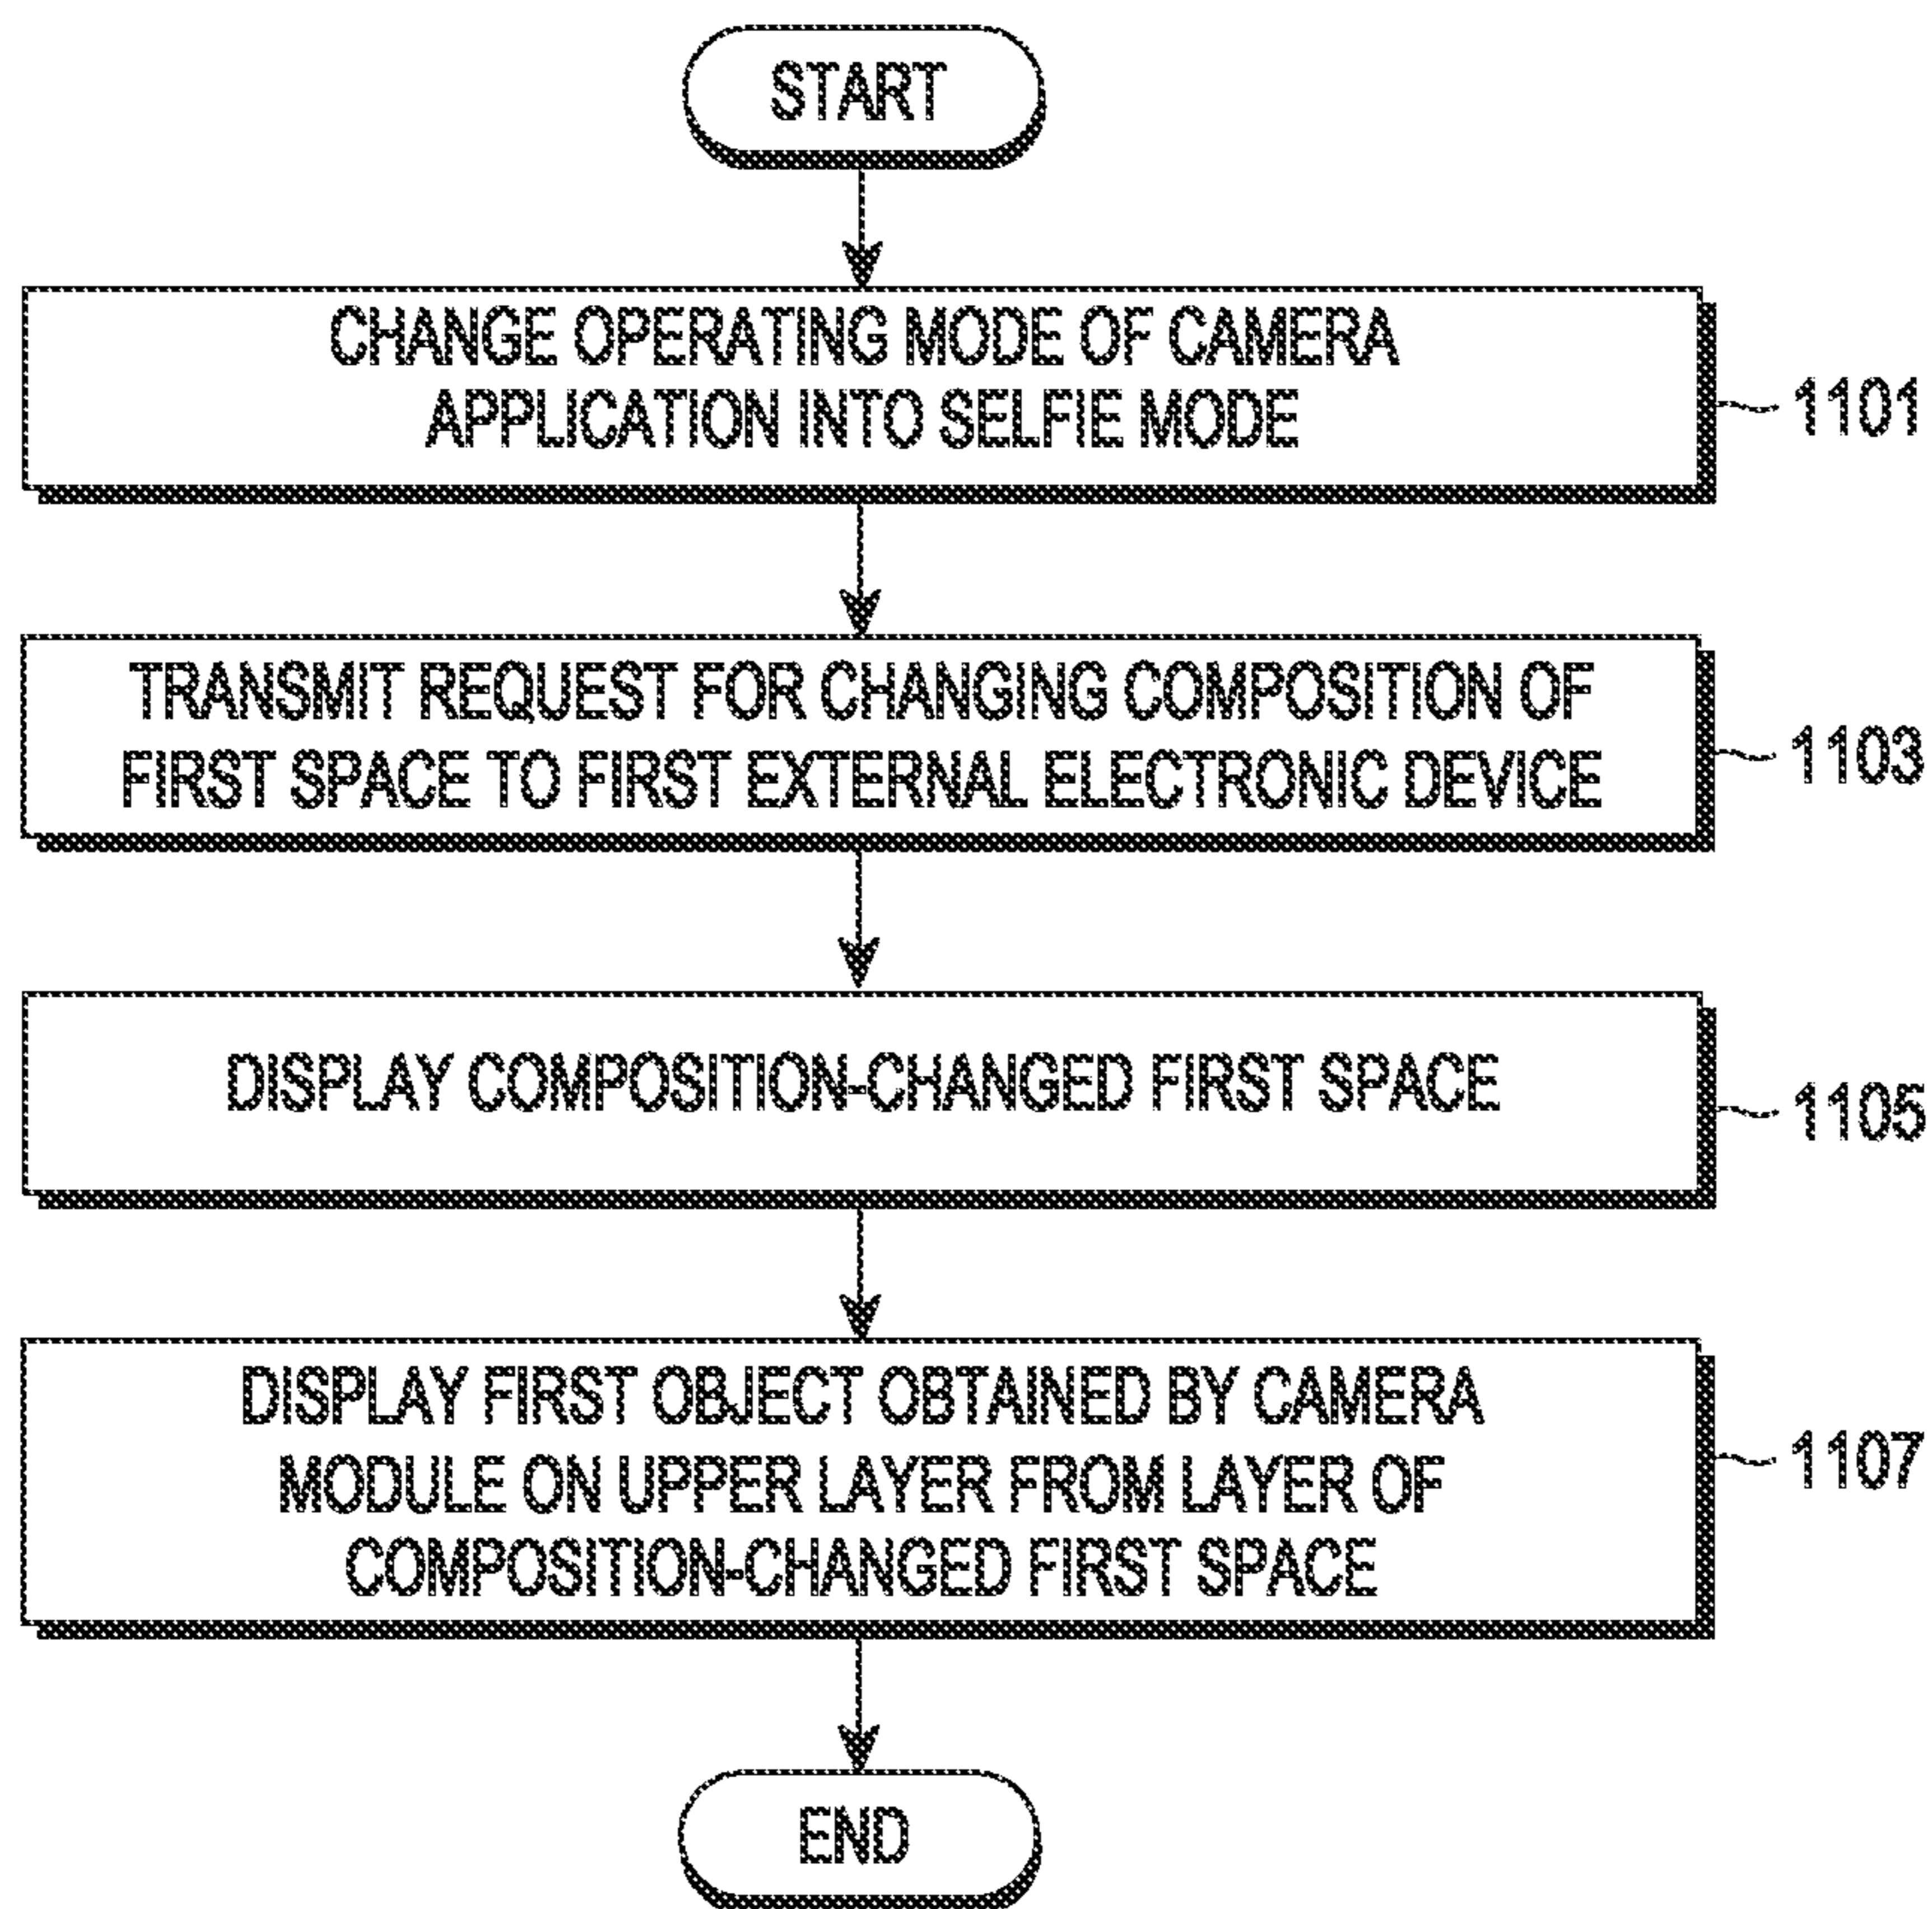 START
CHANGE OPERATING MODE OF CAMERA
APPLICATION INTO SELFIE MODE
1101
TRANSMIT REQUEST FOR CHANGING COMPOSITION OF
FIRST SPACE TO FIRST EXTERNAL ELECTRONIC DEVICE
1103
DISPLAY COMPOSITION-CHANGED FIRST SPACE
1105
DISPLAY FIRST OBJECT OBTAINED BY CAMERA
MODULE ON UPPER LAYER FROM LAYER OF
COMPOSITION-CHANGED FIRST SPACE
1107
END